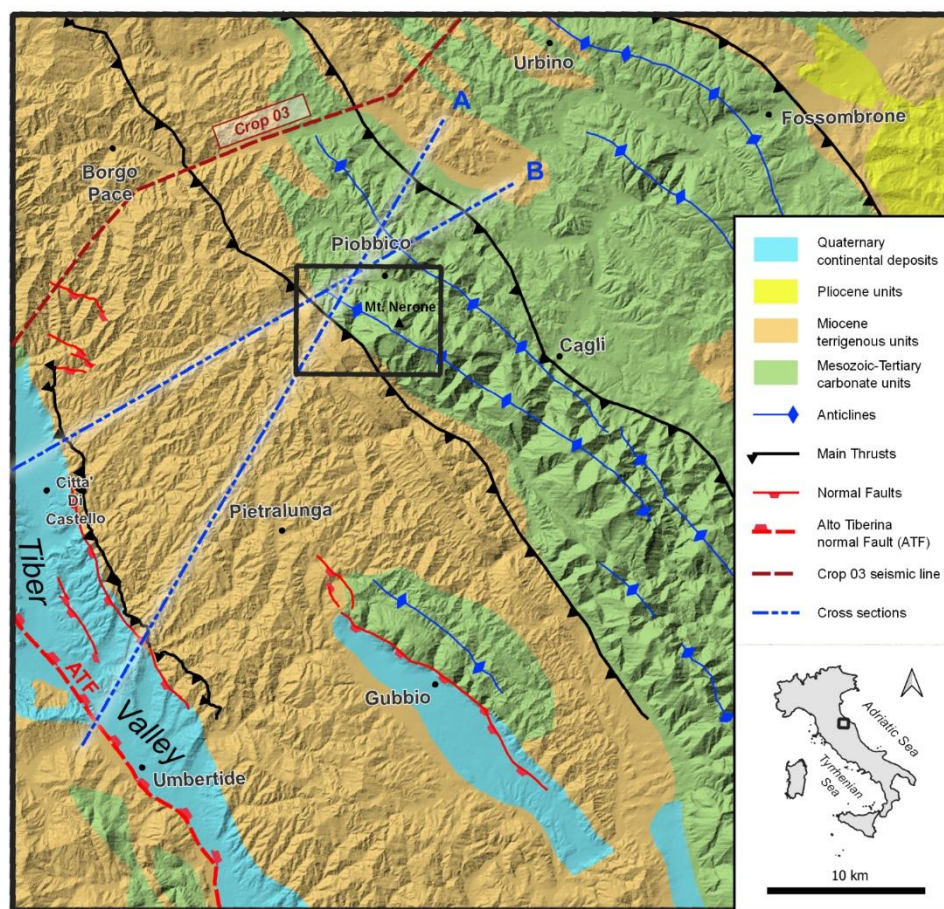 Urbino
A
Crop 03
Fossombrone
Borgo
Pace
B
Piobbico
Mt. Nerone
Cagli
Citta'
Di
Castello
Pietralunga
Tiber
Valley
ATF
Gubbio
Umbertide
Quaternary
continental deposits
Pliocene units
Miocene
terrigenous units
Mesozoic-Tertiary
carbonate units
Anticlines
Main Thrusts
Normal Faults
Alto Tiberina
normal Fault (ATF)
Crop 03 seismic line
Cross sections
Adriatic Sea
Tyrrhenian
Sea
10 km